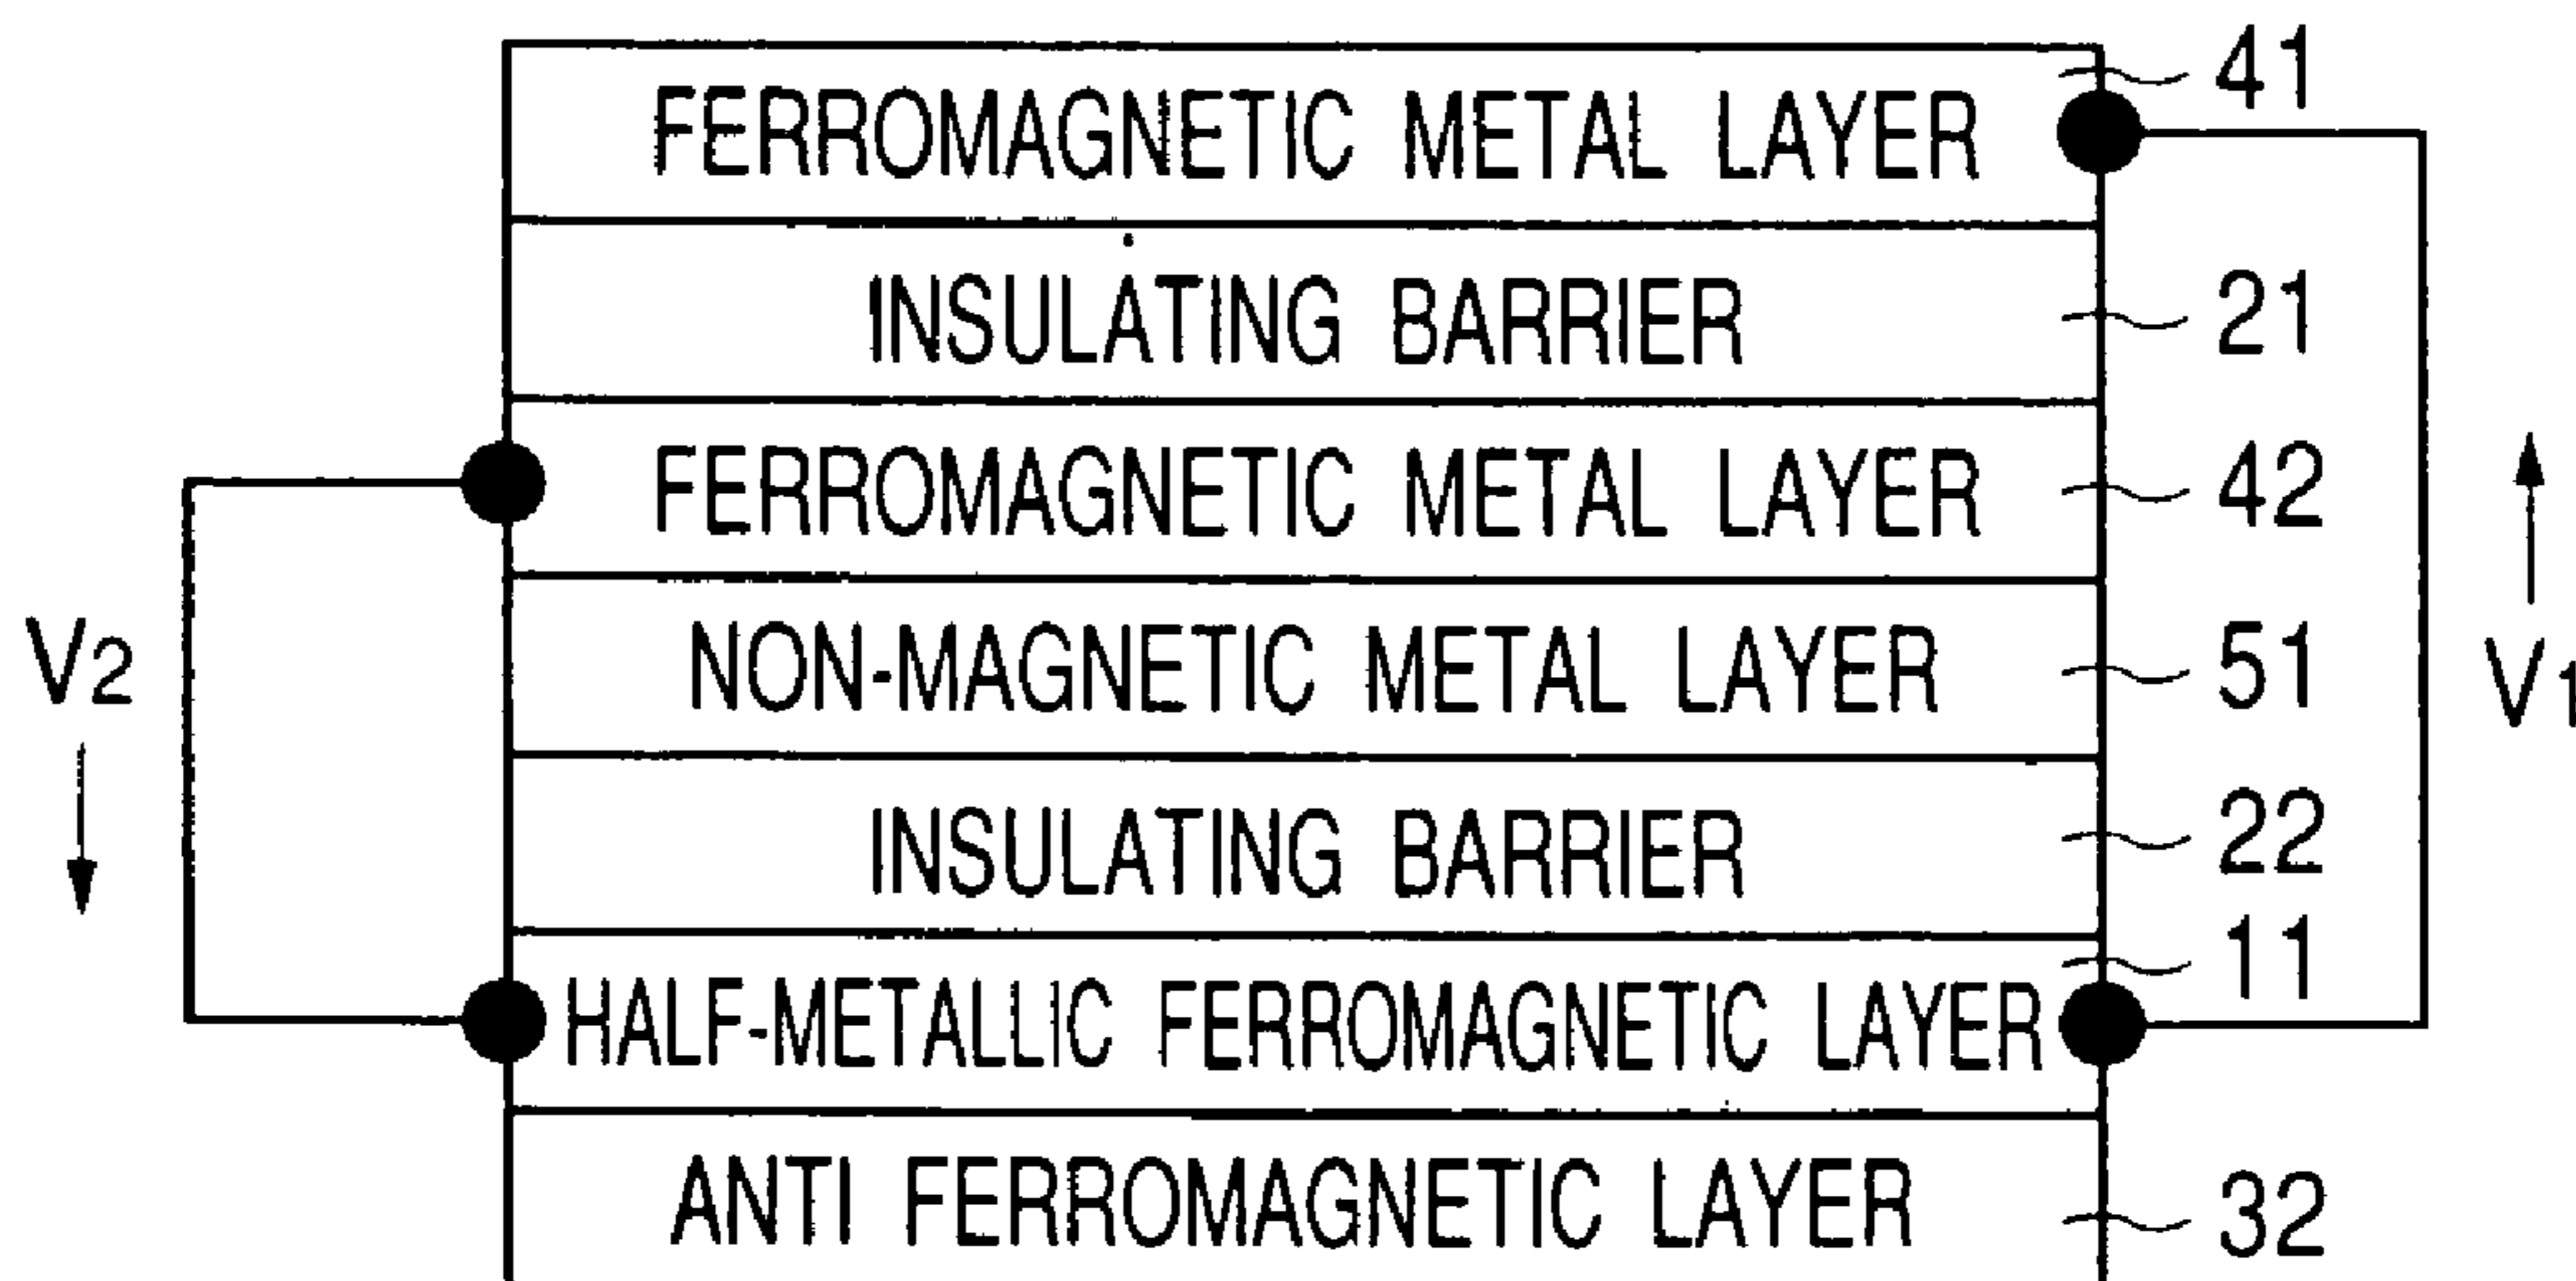 FERROMAGNETIC METAL LAYER 41
INSULATING BARRIER 21
FERROMAGNETIC METAL LAYER 42
NON-MAGNETIC METAL LAYER 51
V2
V1
INSULATING BARRIER 22
HALF-METALLIC FERROMAGNETIC LAYER 11
ANTI FERROMAGNETIC LAYER 32